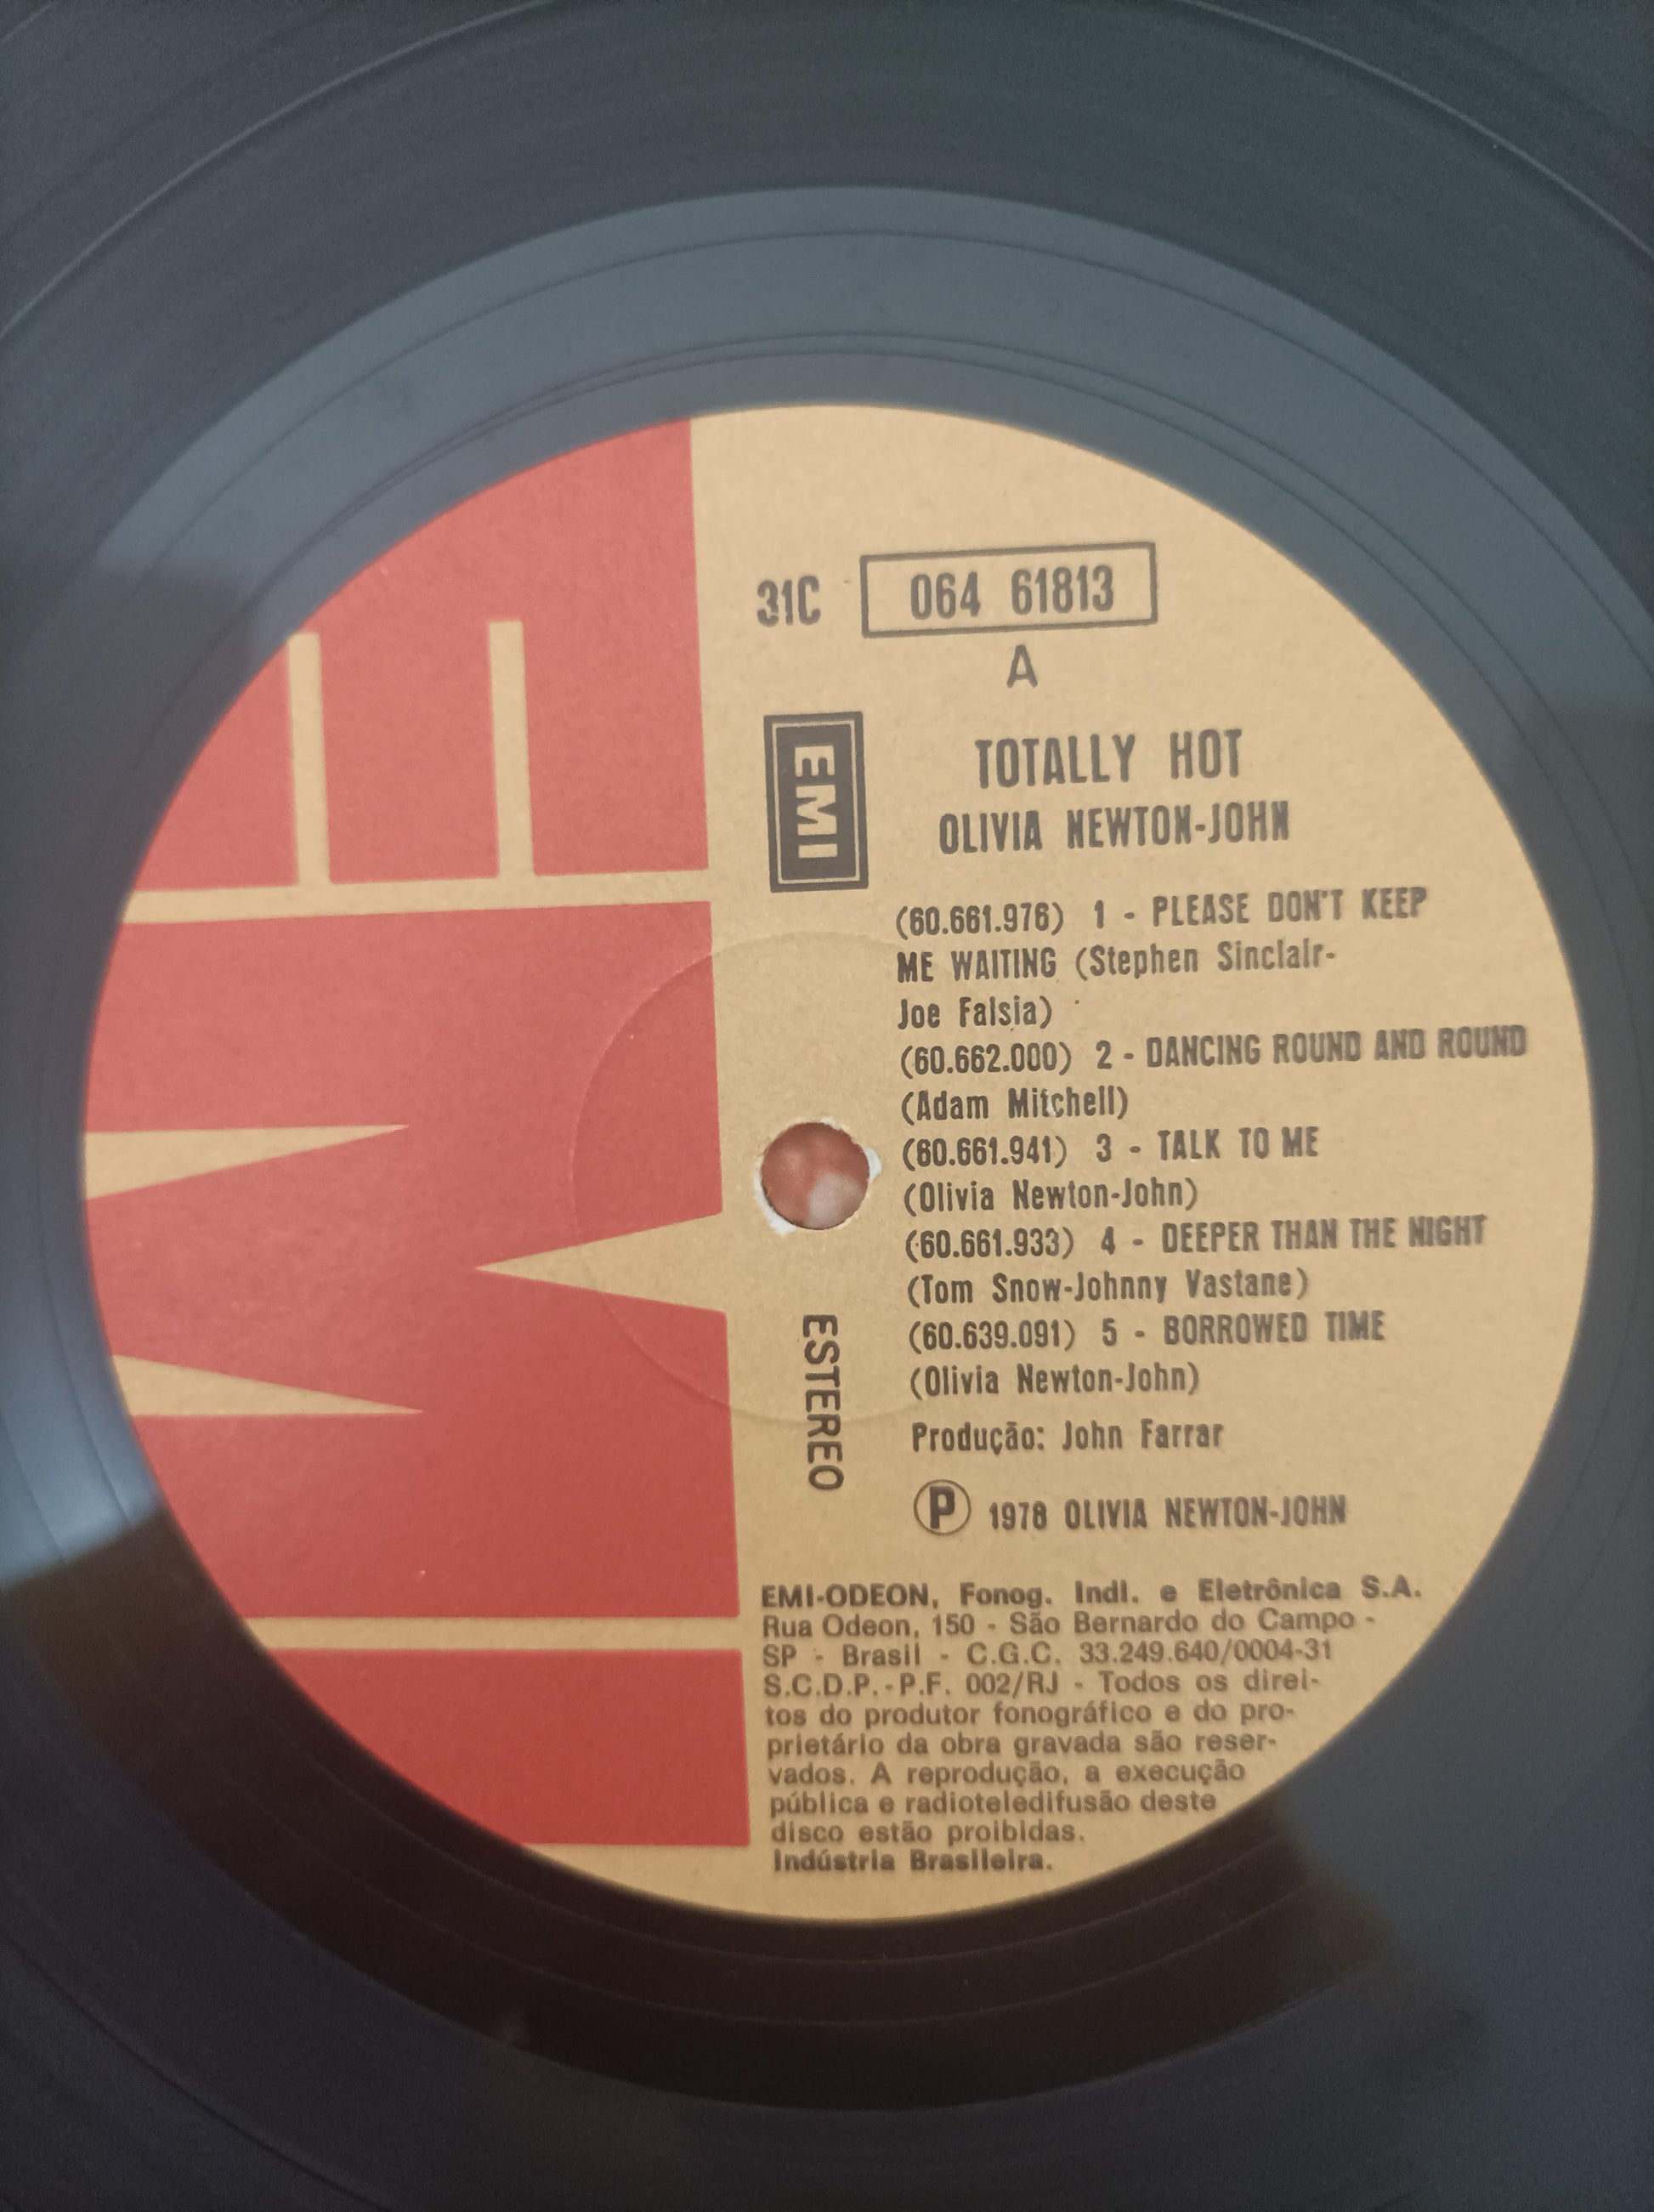 31C 064 61813
A
EMI
TOTALLY HOT
OLIVIA NEWTON-JOHN
(60.661.976) 1 - PLEASE DON'T KEEP
ME WAITING (Stephen Sinclair-
Joe Falsia)
(60.662.000) 2 - DANCING ROUND AND ROUND
(Adam Mitchell)
(60.661.941) 3 - TALK TO ME
(Olivia Newton-John)
(60.661.933) 4 - DEEPER THAN THE NIGHT
(Tom Snow-Johnny Vastane)
(60.639.091) 5 - BORROWED TIME
(Olivia Newton-John)
ESTEREO
Produção: John Farrar
Ⓟ 1978 OLIVIA NEWTON-JOHN
EMI-ODEON, Fonog. Indl. e Eletrônica S.A.
Rua Odeon, 150 - São Bernardo do Campo -
SP - Brasil - C.G.C. 33.249.640/0004-31
S.C.D.P.-P.F. 002/RJ - Todos os direi-
tos do produtor fonográfico e do pro-
prietário da obra gravada são reser-
vados. A reprodução, a execução
pública e radioteledifusão deste
disco estão proibidas.
Indústria Brasileira.
EMI